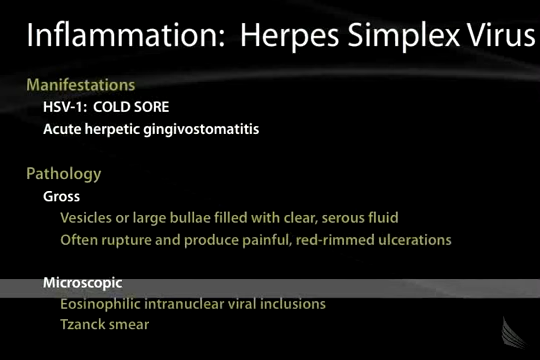 Inflammation: Herpes Simplex Virus
Manifestations
HSV-1: COLD SORE
Acute herpetic gingivostomatitis
Pathology
Gross
Vesicles or large bullae filled with clear, serous fluid
Often rupture and produce painful, red-rimmed ulcerations
Microscopic
Eosinophilic intranuclear viral inclusions
Tzanck smear